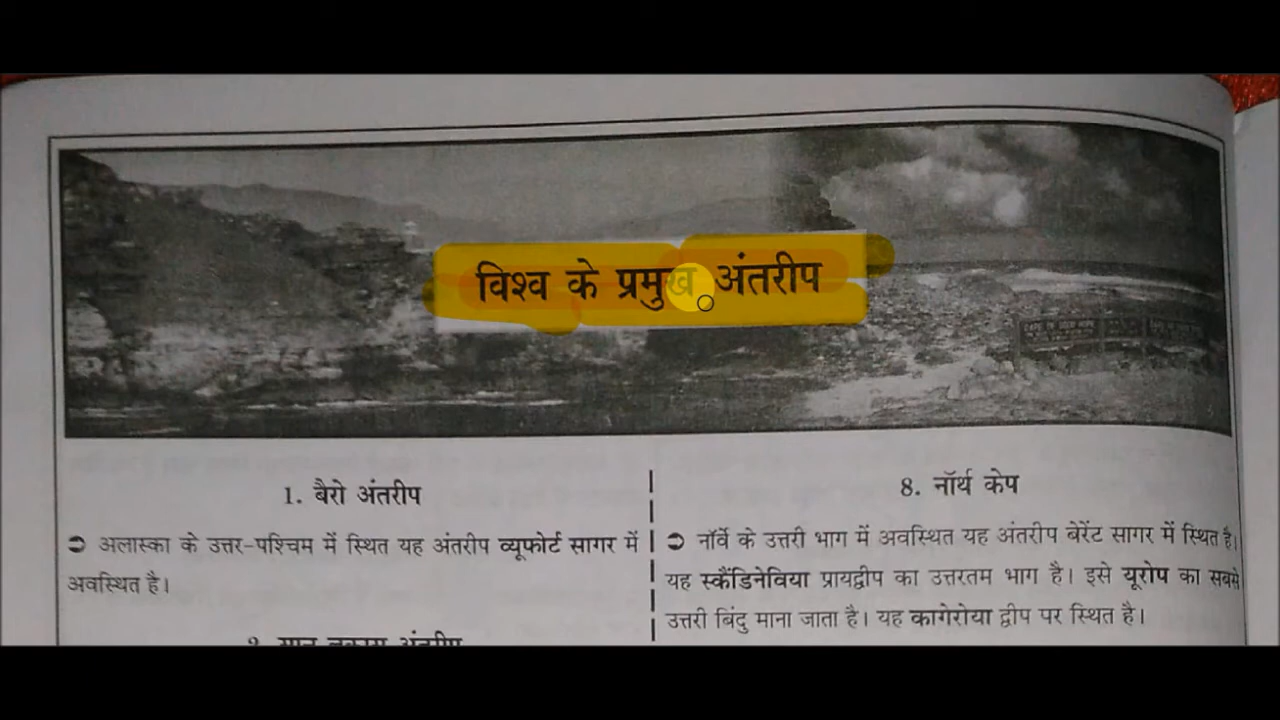 विश्व के प्रमुख अंतरीप
1. बैरो अंतरीप
➲ अलास्का के उत्तर-पश्चिम में स्थित यह अंतरीप व्यूफोर्ट सागर में
अवस्थित है।
8. नॉर्थ केप
➲ नॉर्वे के उत्तरी भाग में अवस्थित यह अंतरीप बेरेंट सागर में स्थित है।
यह स्कैंडिनेविया प्रायद्वीप का उत्तरतम भाग है। इसे यूरोप का सबसे
उत्तरी बिंदु माना जाता है। यह कागेरोया द्वीप पर स्थित है।